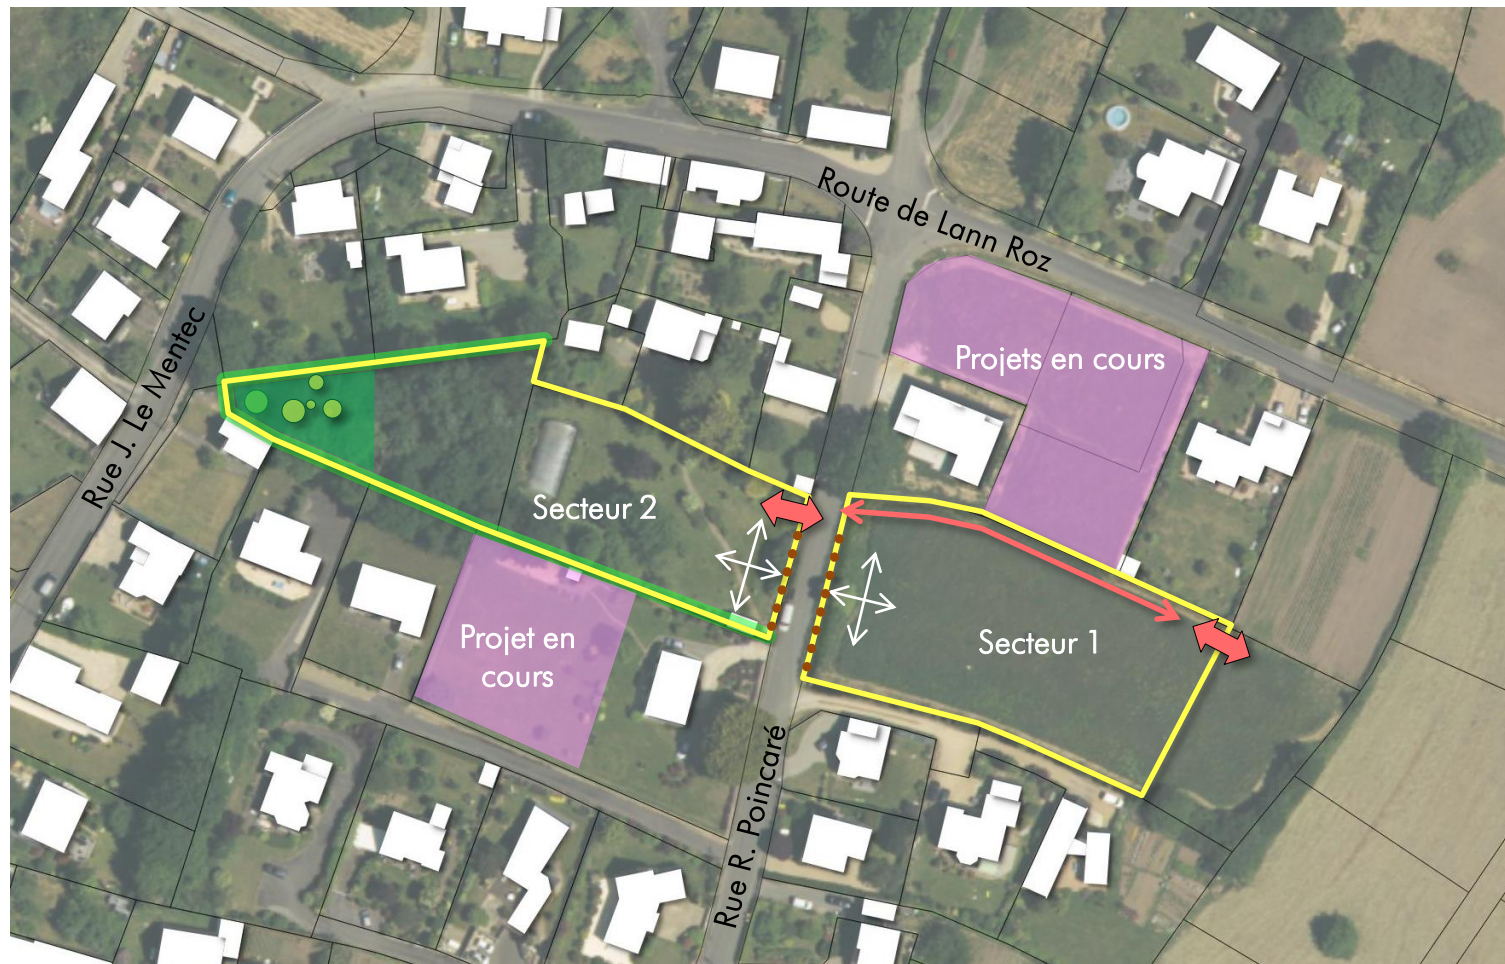 Route de Lann Roz
Rue J. Le Mentec
Projets en cours
Secteur 2
Secteur 1
Projet en
cours
Rue R. Poincaré